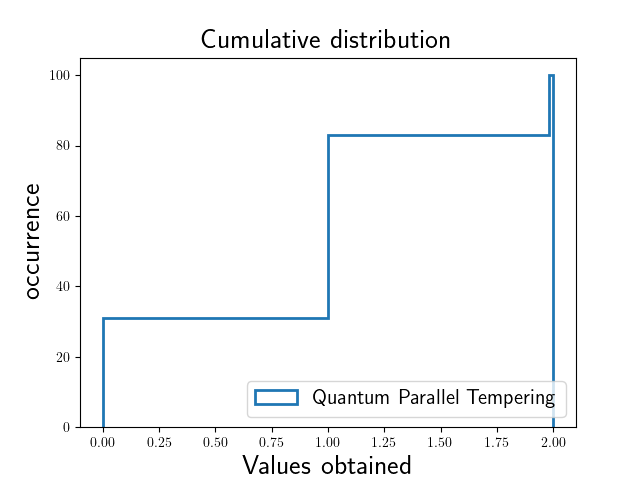 Cumulative distribution
100
80
60
40
20
0
occurrence
Quantum Parallel Tempering
0.00 0.25 0.50 0.75 1.00 1.25 1.50 1.75 2.00
Values obtained